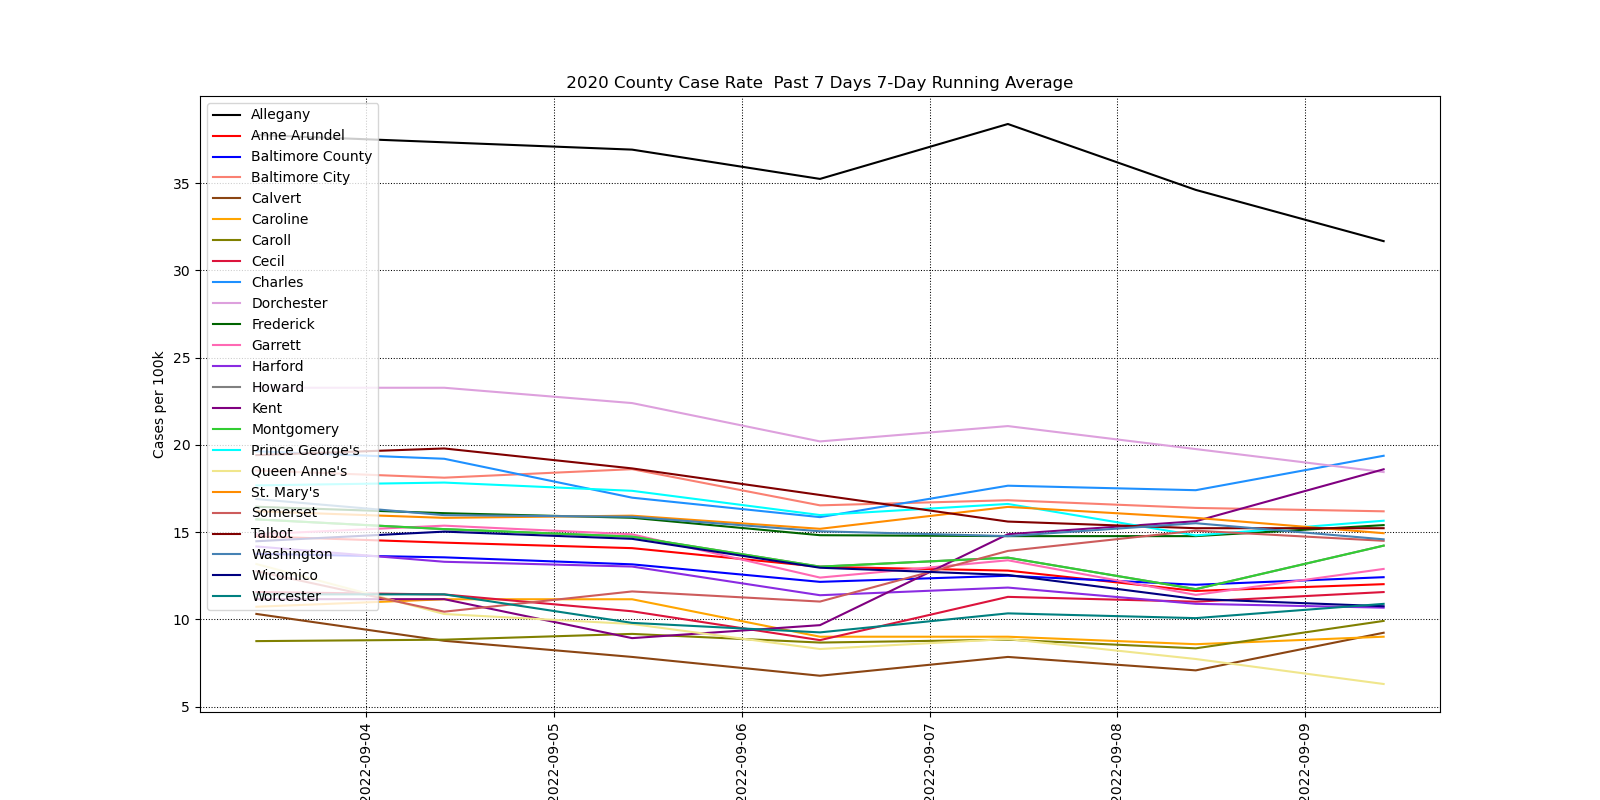 2020 County Case Rate  Past 7 Days 7-Day Running Average
Allegany
Anne Arundel
Baltimore County
Baltimore City
Calvert
Caroline
Caroll
Cecil
Charles
Dorchester
Frederick
Garrett
Harford
Howard
Kent
Montgomery
Prince George's
Queen Anne's
St. Mary's
Somerset
Talbot
Washington
Wicomico
Worcester
Cases per 100k
35
30
25
20
15
10
5
2022-09-04
2022-09-05
2022-09-06
2022-09-07
2022-09-08
2022-09-09